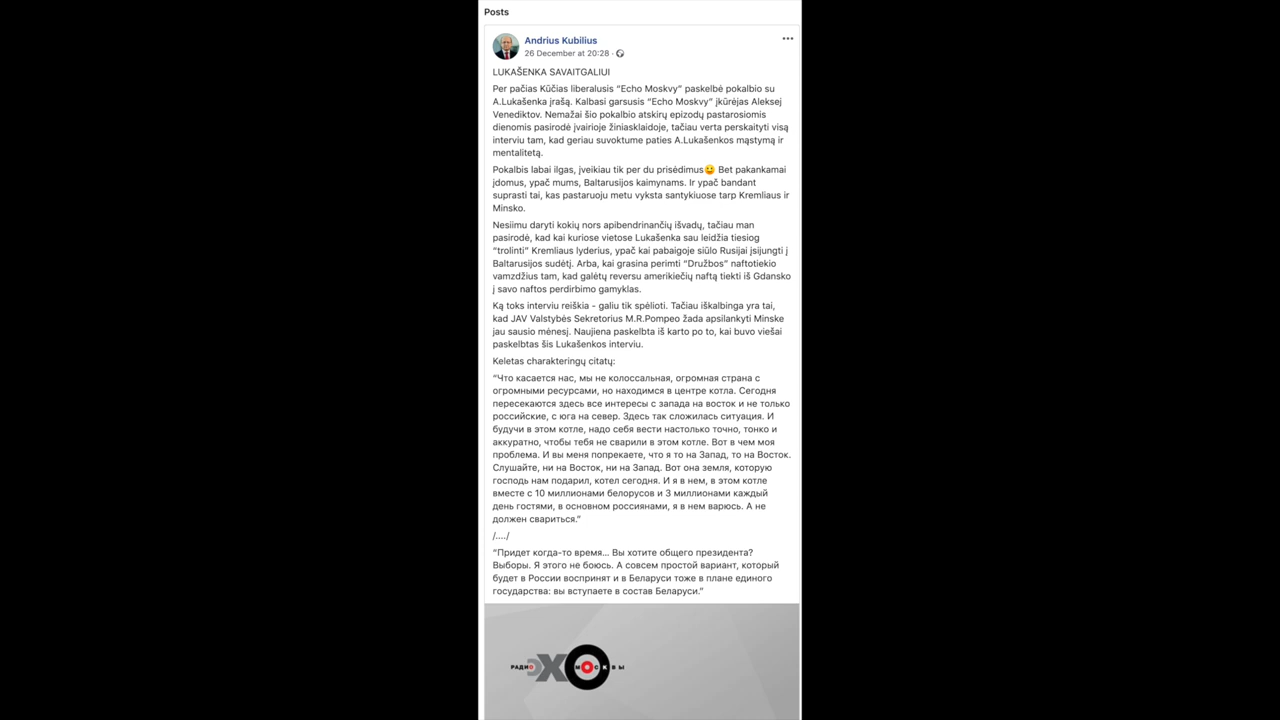 Posts
Andrius Kubilius
26 December at 20:28 ·
LUKAŠENKA SAVAITGALIUI
Per pačias Kūčias liberalusis “Echo Moskvy” paskelbė pokalbio su
A.Lukašenka įrašą. Kalbasi garsusis “Echo Moskvy” įkūrėjas Aleksej
Venediktov. Nemažai šio pokalbio atskirų epizodų pastarosiomis
dienomis pasirodė įvairioje žiniasklaidoje, tačiau verta perskaityti visą
interviu tam, kad geriau suvoktume paties A.Lukašenkos mąstymą ir
mentalitetą.
Pokalbis labai ilgas, įveikiau tik per du prisėdimus😉 Bet pakankamai
įdomus, ypač mums, Baltarusijos kaimynams. Ir ypač bandant
suprasti tai, kas pastaruoju metu vyksta santykiuose tarp Kremliaus ir
Minsko.
Nesiimu daryti kokių nors apibendrinančių išvadų, tačiau man
pasirodė, kad kai kuriose vietose Lukašenka sau leidžia tiesiog
“trolinti” Kremliaus lyderius, ypač kai pabaigoje siūlo Rusijai įsijungti į
Baltarusijos sudėtį. Arba, kai grasina perimti “Družbos” naftotiekio
vamzdžius tam, kad galėtų reversu amerikiečių naftą tiekti iš Gdansko
į savo naftos perdirbimo gamyklas.
Ką toks interviu reiškia - galiu tik spėlioti. Tačiau iškalbinga yra tai,
kad JAV Valstybės Sekretorius M.R.Pompeo žada apsilankyti Minske
jau sausio mėnesį. Naujiena paskelbta iš karto po to, kai buvo viešai
paskelbtas šis Lukašenkos interviu.
Keletas charakteringų citatų:
“Что касается нас, мы не колоссальная, огромная страна с
огромными ресурсами, но находимся в центре котла. Сегодня
пересекаются здесь все интересы с запада на восток и не только
российские, с юга на север. Здесь так сложилась ситуация. И
будучи в этом котле, надо себя вести настолько точно, тонко и
аккуратно, чтобы тебя не сварили в этом котле. Вот в чем моя
проблема. И вы меня попрекаете, что я то на Запад, то на Восток.
Слушайте, ни на Восток, ни на Запад. Вот она земля, которую
господь нам подарил, котел сегодня. И я в нем, в этом котле
вместе с 10 миллионами белорусов и 3 миллионами каждый
день гостями, в основном россиянами, я в нем варюсь. А не
должен свариться.”
/..../
“Придет когда-то время... Вы хотите общего президента?
Выборы. Я этого не боюсь. А совсем простой вариант, который
будет в России воспринят и в Беларуси тоже в плане единого
государства: вы вступаете в состав Беларуси.”
РАДИО ЭХО МОСКВЫ